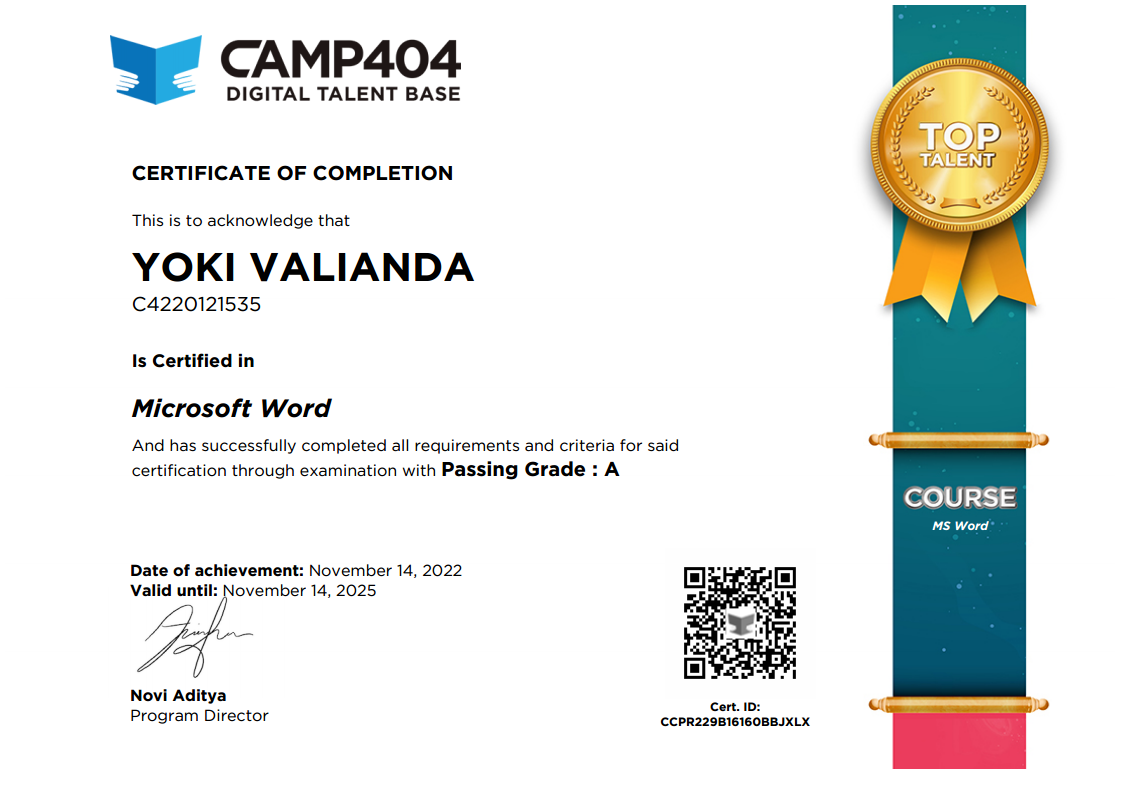 CAMP404
DIGITAL TALENT BASE
TOP
TALENT
CERTIFICATE OF COMPLETION
This is to acknowledge that
YOKI VALIANDA
C4220121535
Is Certified in
Microsoft Word
And has successfully completed all requirements and criteria for said
certification through examination with Passing Grade : A
COURSE
MS Word
Date of achievement: November 14, 2022
Valid until: November 14, 2025
Novi Aditya
Program Director
Cert. ID:
CCPR229B16160BBJXLX